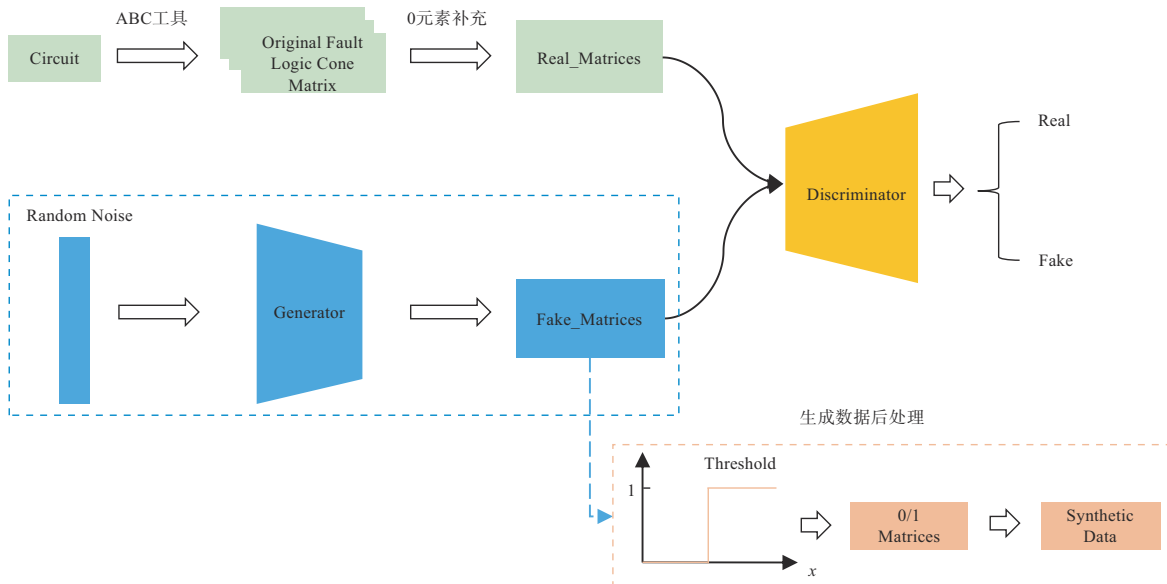 ABC工具
0元素补充
Circuit
Original Fault
Logic Cone
Matrix
Real_Matrices
Real
Discriminator
Fake
Random Noise
Generator
Fake_Matrices
生成数据后处理
Threshold
1
x
0/1
Matrices
Synthetic
Data